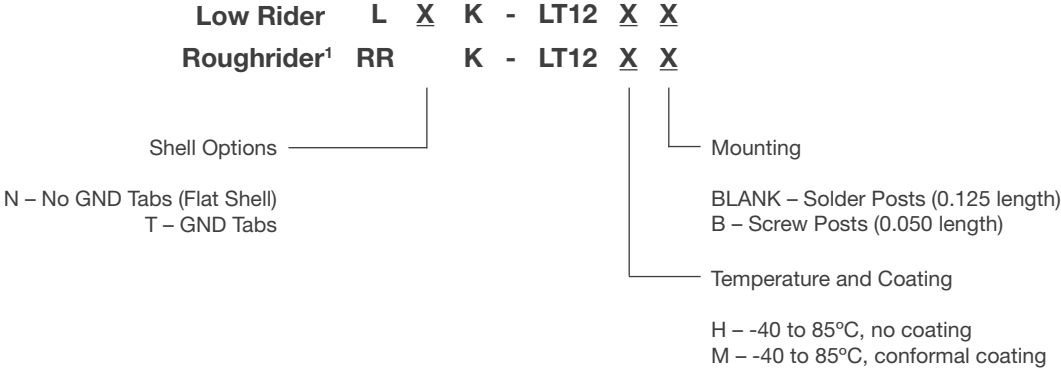 Low Rider L X K - LT12 X X
Roughrider¹ RR K - LT12 X X
Shell Options
N – No GND Tabs (Flat Shell)
T – GND Tabs
Mounting
BLANK – Solder Posts (0.125 length)
B – Screw Posts (0.050 length)
Temperature and Coating
H – -40 to 85ºC, no coating
M – -40 to 85ºC, conformal coating